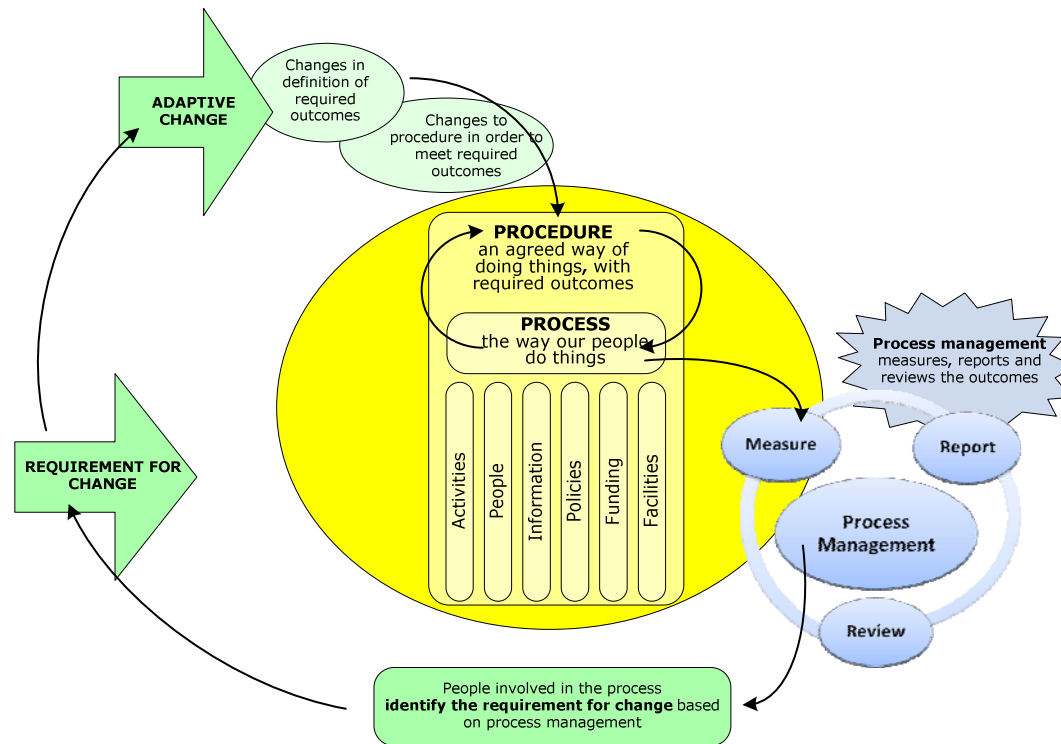 Changes in
definition of
required
outcomes
ADAPTIVE
CHANGE
Changes to
procedure in order to
meet required
outcomes
PROCEDURE
an agreed way of
doing things, with
required outcomes
PROCESS
the way our people
do things
Activities
People
Information
Policies
Funding
Facilities
Process management
measures, reports and
reviews the outcomes
Measure
Report
Process
Management
Review
REQUIREMENT FOR
CHANGE
People involved in the process
identify the requirement for change based
on process management